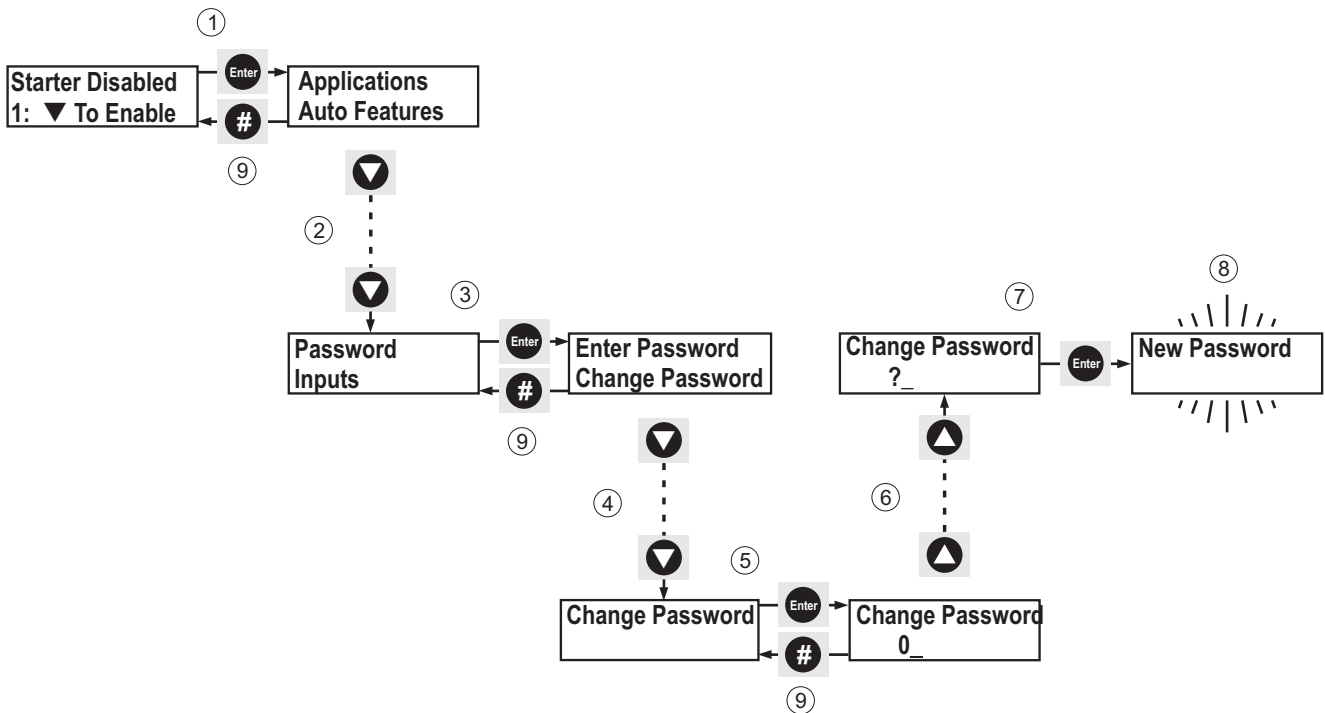 ①
Starter Disabled
1: ▼ To Enable
Enter
#
Applications
Auto Features
⑨
②
③
Password
Inputs
Enter
#
Enter Password
Change Password
⑨
④
⑤
Change Password
Enter
#
Change Password
0_
⑨
⑥
⑦
Change Password
?_
Enter
⑧
New Password